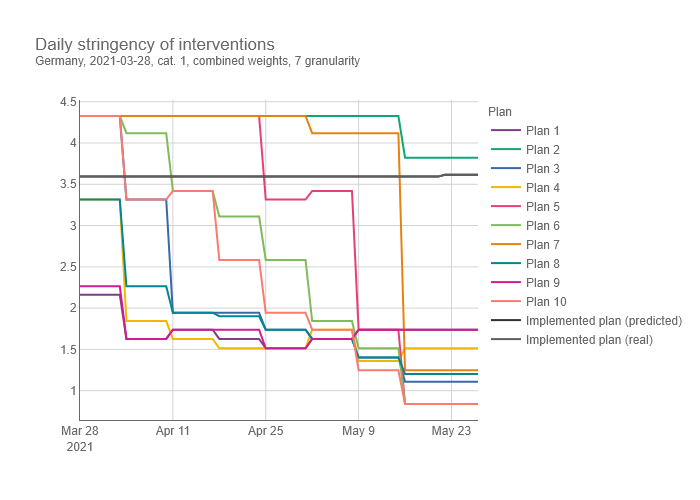 Daily stringency of interventions
Germany, 2021-03-28, cat. 1, combined weights, 7 granularity
4.5
4
3.5
3
2.5
2
1.5
1
Mar 28
2021
Apr 11
Apr 25
May 9
May 23
Plan
Plan 1
Plan 2
Plan 3
Plan 4
Plan 5
Plan 6
Plan 7
Plan 8
Plan 9
Plan 10
Implemented plan (predicted)
Implemented plan (real)